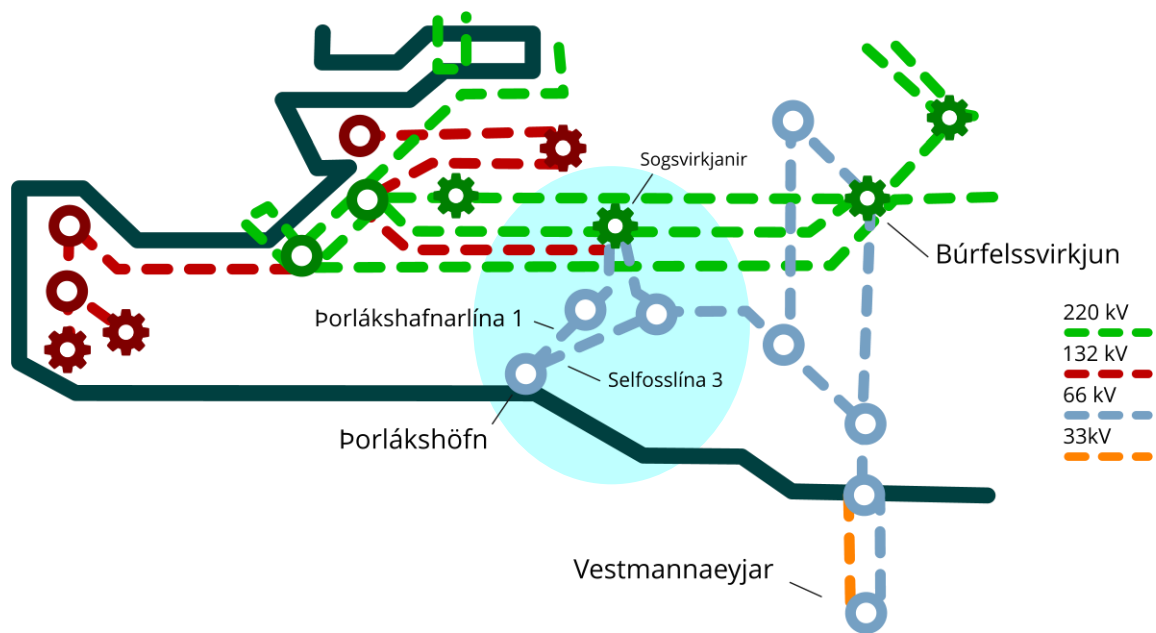 Sogsvirkjanir
Búrfelssvirkjun
Þorlákshafnarlína 1
Selfosslína 3
Þorlákshöfn
Vestmannaeyjar
220 kV
132 kV
66 kV
33kV